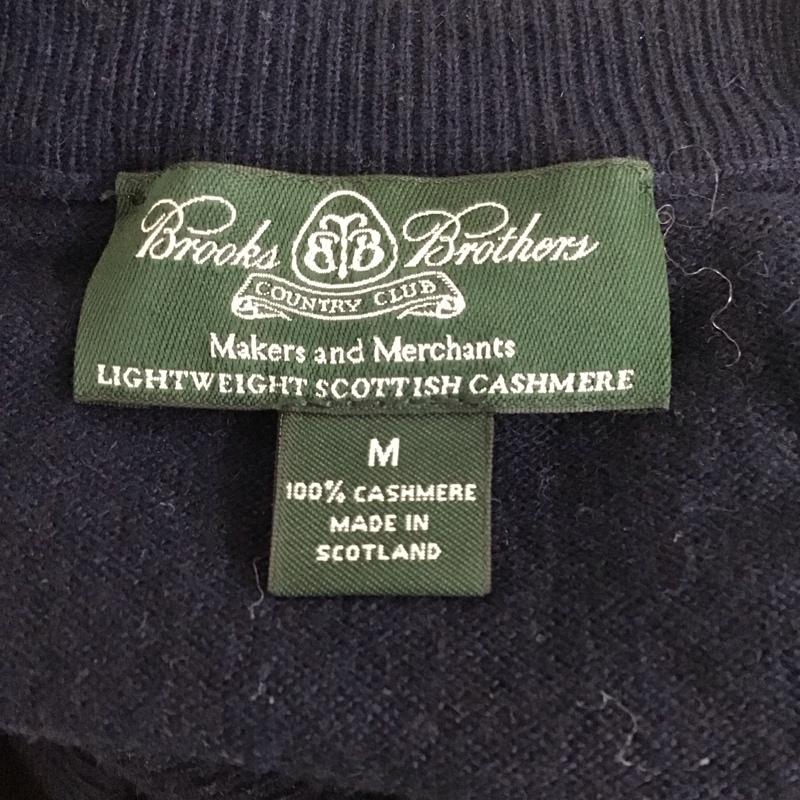 Brooks BB Brothers
COUNTRY CLUB
Makers and Merchants
LIGHTWEIGHT SCOTTISH CASHMERE
M
100% CASHMERE
MADE IN
SCOTLAND